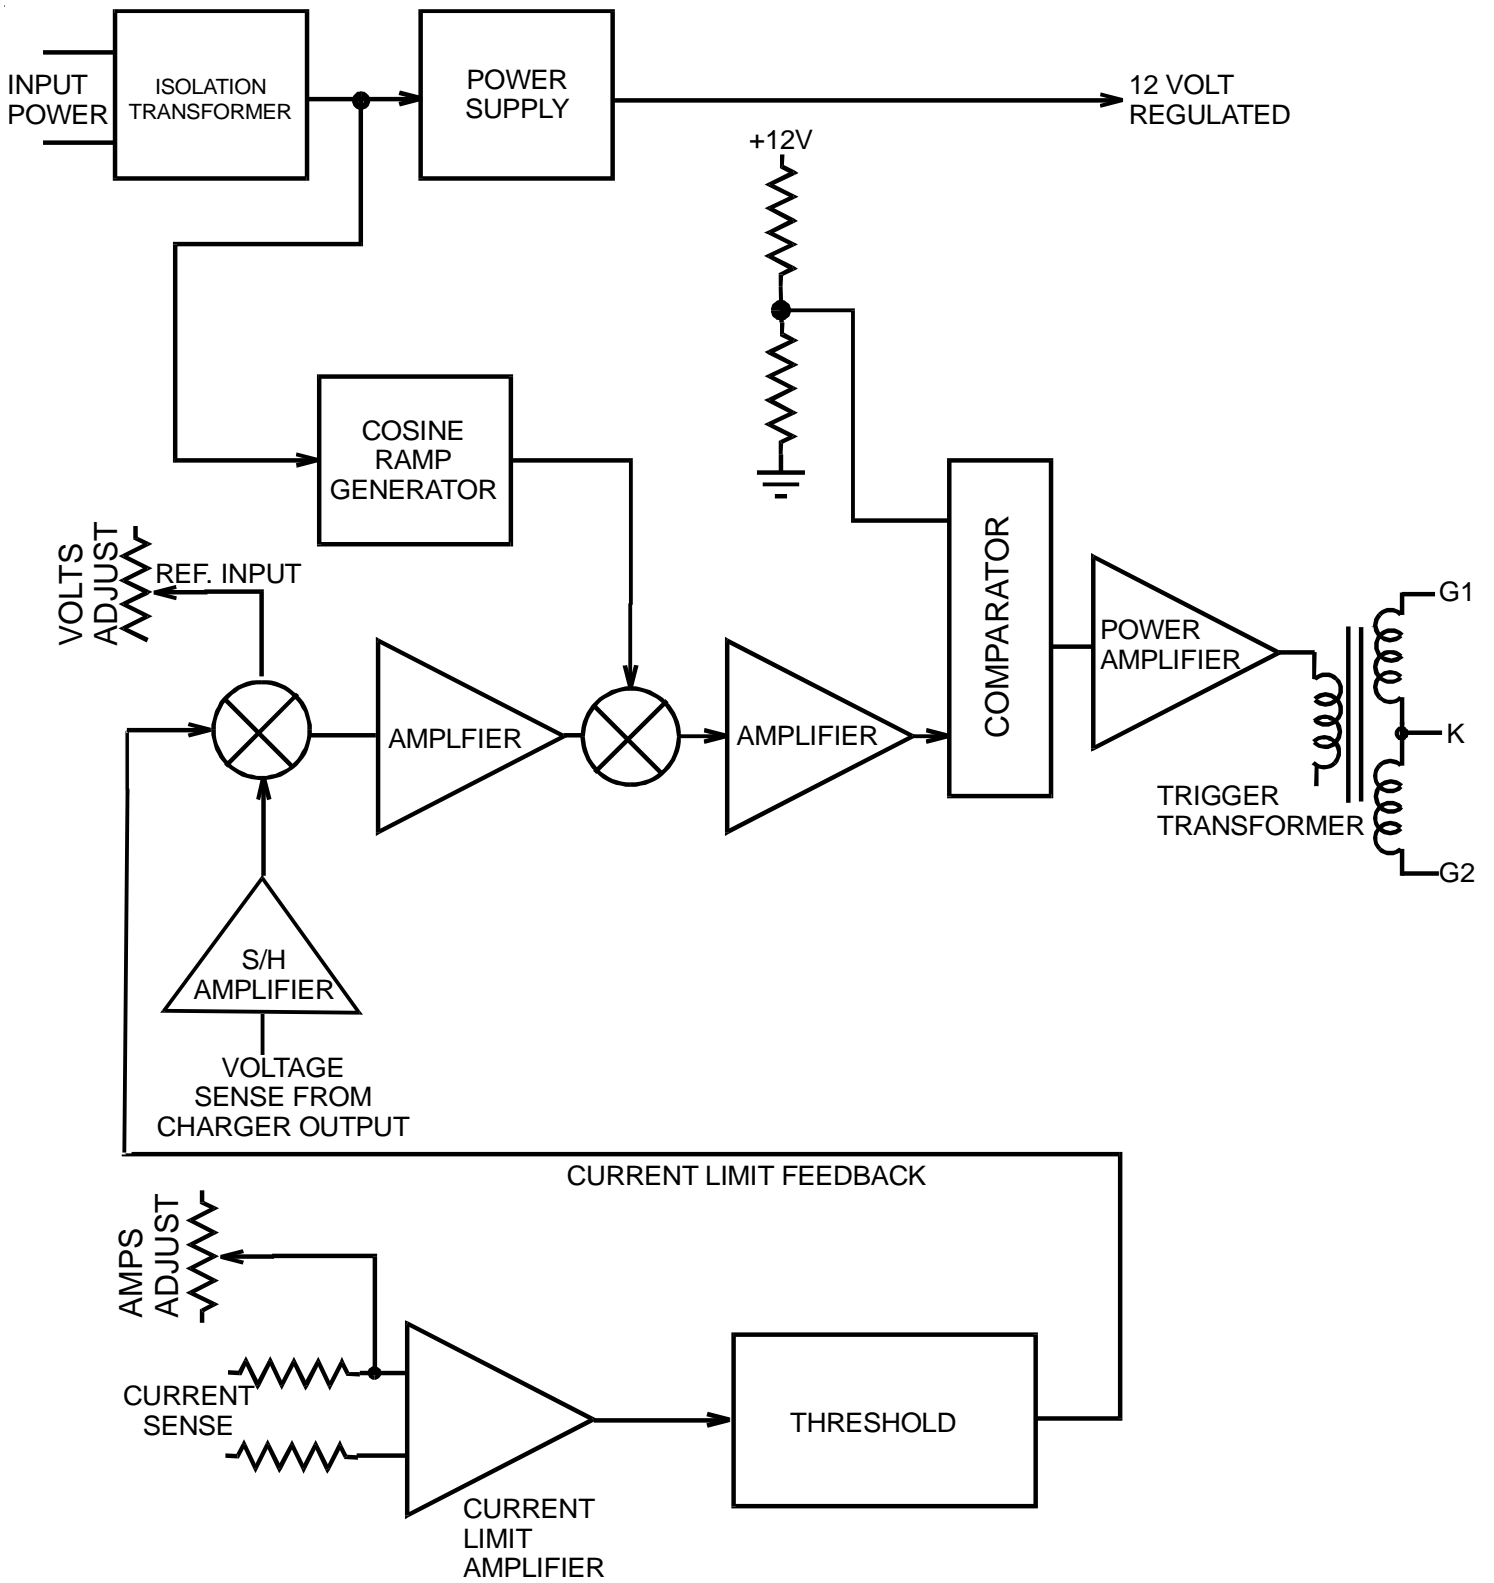 INPUT
POWER
ISOLATION
TRANSFORMER
POWER
SUPPLY
12 VOLT
REGULATED
+12V
COSINE
RAMP
GENERATOR
VOLTS
ADJUST
REF. INPUT
AMPLFIER
AMPLIFIER
COMPARATOR
POWER
AMPLIFIER
G1
K
G2
TRIGGER
TRANSFORMER
S/H
AMPLIFIER
VOLTAGE
SENSE FROM
CHARGER OUTPUT
CURRENT LIMIT FEEDBACK
AMPS
ADJUST
CURRENT
SENSE
THRESHOLD
CURRENT
LIMIT
AMPLIFIER